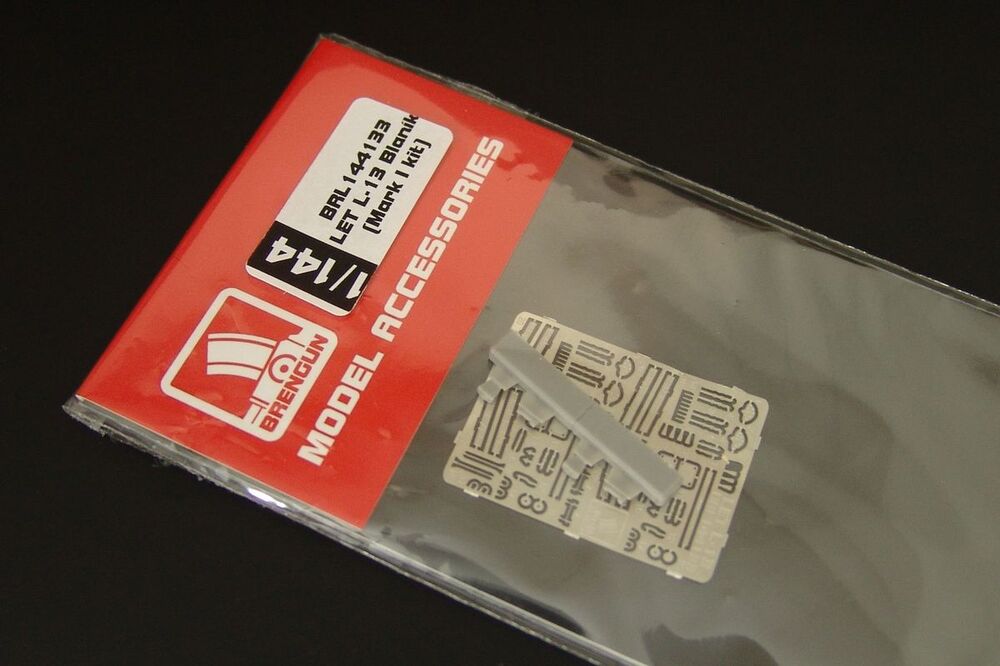 BRL144133
LET L-13 Blanik
(Mark I kit)
1/144
BRENGUN
MODEL ACCESSORIES